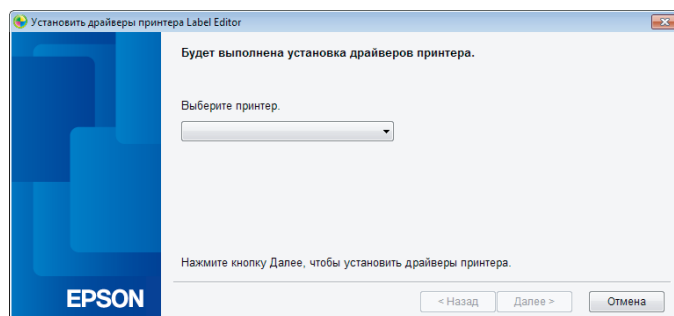 Установить драйверы принтера Label Editor
Будет выполнена установка драйверов принтера.
Выберите принтер.
Нажмите кнопку Далее, чтобы установить драйверы принтера.
EPSON
< Назад
Далее >
Отмена